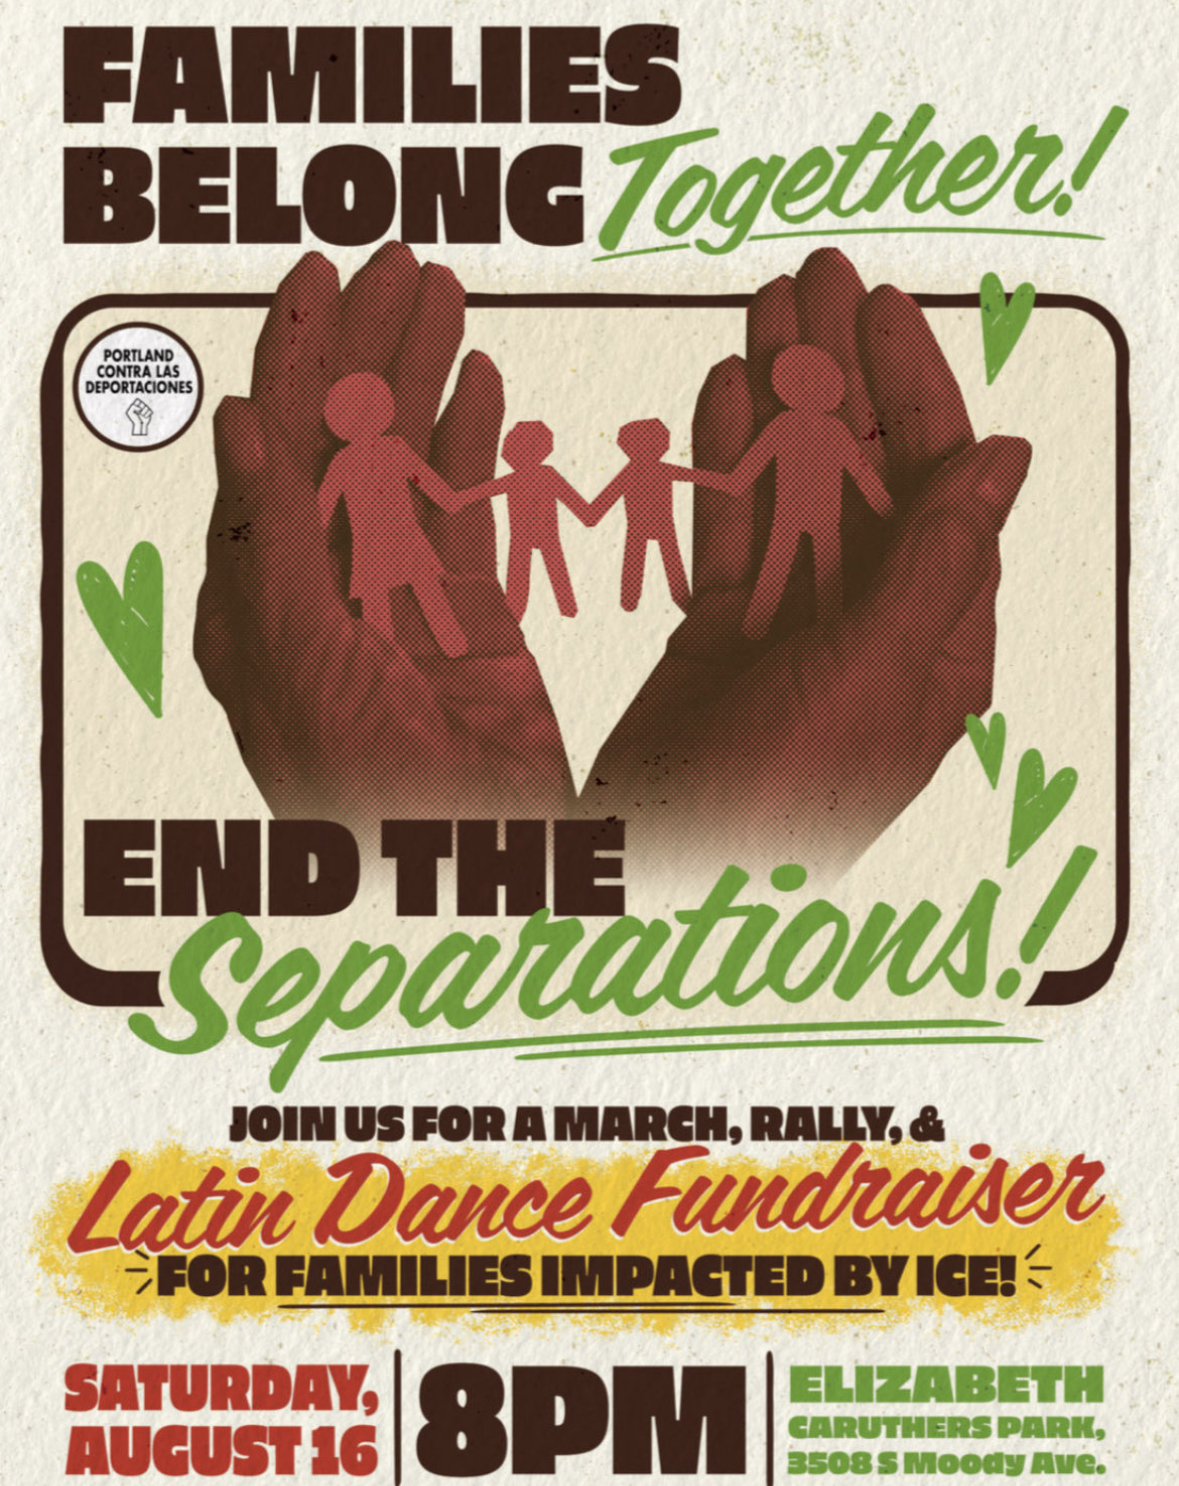 FAMILIES
BELONG Together!
PORTLAND
CONTRA LAS
DEPORTACIONES
END THE
Separations!
JOIN US FOR A MARCH, RALLY, &
Latin Dance Fundraiser
FOR FAMILIES IMPACTED BY ICE!
SATURDAY,
AUGUST 16
8PM
ELIZABETH
CARUTHERS PARK,
3508 S Moody Ave.